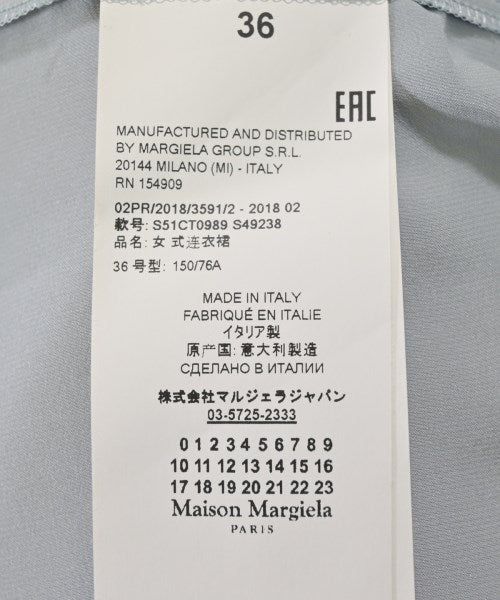 36
EAC
MANUFACTURED AND DISTRIBUTED
BY MARGIELA GROUP S.R.L.
20144 MILANO (MI) - ITALY
RN 154909
02PR/2018/3591/2 - 2018 02
款号: S51CT0989 S49238
品名: 女 式连衣裙
36 号型: 150/76A
MADE IN ITALY
FABRIQUÉ EN ITALIE
イタリア製
原产国: 意大利製造
СДЕЛАНО В ИТАЛИИ
株式会社マルジェラジャパン
03-5725-2333
0 1 2 3 4 5 6 7 8 9
10 11 12 13 14 15 16
17 18 19 20 21 22 23
Maison Margiela
PARIS